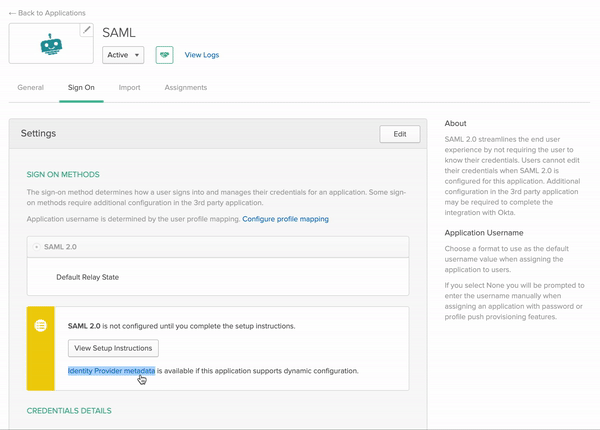 ← Back to Applications
SAML
Active
View Logs
General
Sign On
Import
Assignments
Settings
Edit
SIGN ON METHODS
The sign-on method determines how a user signs into and manages their credentials for an application. Some sign-
on methods require additional configuration in the 3rd party application.
Application username is determined by the user profile mapping. Configure profile mapping
SAML 2.0
Default Relay State
SAML 2.0 is not configured until you complete the setup instructions.
View Setup Instructions
Identity Provider metadata is available if this application supports dynamic configuration.
CREDENTIALS DETAILS
About
SAML 2.0 streamlines the end user
experience by not requiring the user to
know their credentials. Users cannot edit
their credentials when SAML 2.0 is
configured for this application. Additional
configuration in the 3rd party application
may be required to complete the
integration with Okta.
Application Username
Choose a format to use as the default
username value when assigning the
application to users.
If you select None you will be prompted to
enter the username manually when
assigning an application with password or
profile push provisioning features.